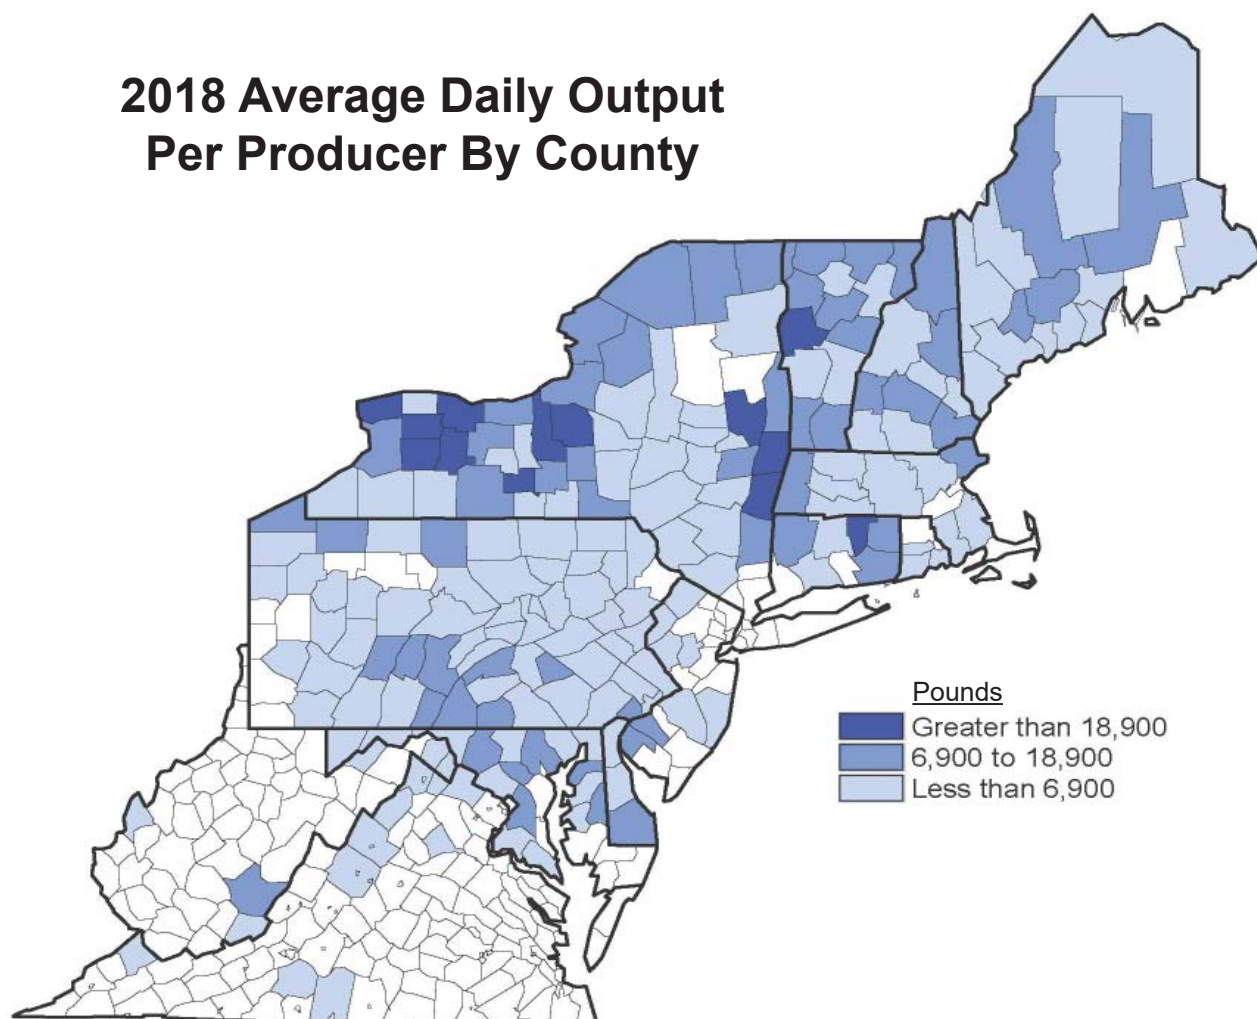 2018 Average Daily Output
Per Producer By County
Pounds
Greater than 18,900
6,900 to 18,900
Less than 6,900